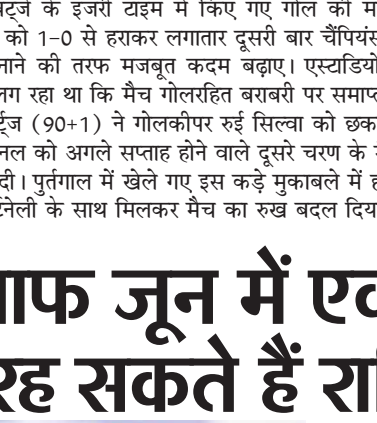 र्ट्ज के इंजरी टाइम में किए गए गोल की म
को 1-0 से हराकर लगातार दूसरी बार चैंपियंस
नाने की तरफ मजबूत कदम बढ़ाए। एस्टाडियो
लग रहा था कि मैच गोलरहित बराबरी पर समाप्त
र्ट्ज (90+1) ने गोलकीपर रुई सिल्वा को छक
नल को अगले सप्ताह होने वाले दूसरे चरण के
दी। पुर्तगाल में खेले गए इस कड़े मुकाबले में ह
र्टिनेली के साथ मिलकर मैच का रुख बदल दिय
ाफ जून में एव
रह सकते हैं रा